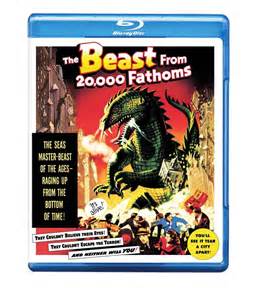 Blu-ray Disc
The Beast From
20,000 Fathoms
THE SEAS
MASTER-BEAST
OF THE AGES-
RAGING UP
FROM THE
BOTTOM
OF TIME!
It's alive!
THEY COULDN'T BELIEVE THEIR EYES!
THEY COULDN'T ESCAPE THE TERROR!
AND NEITHER WILL YOU!
YOU'LL
SEE IT TEAR
A CITY
APART!